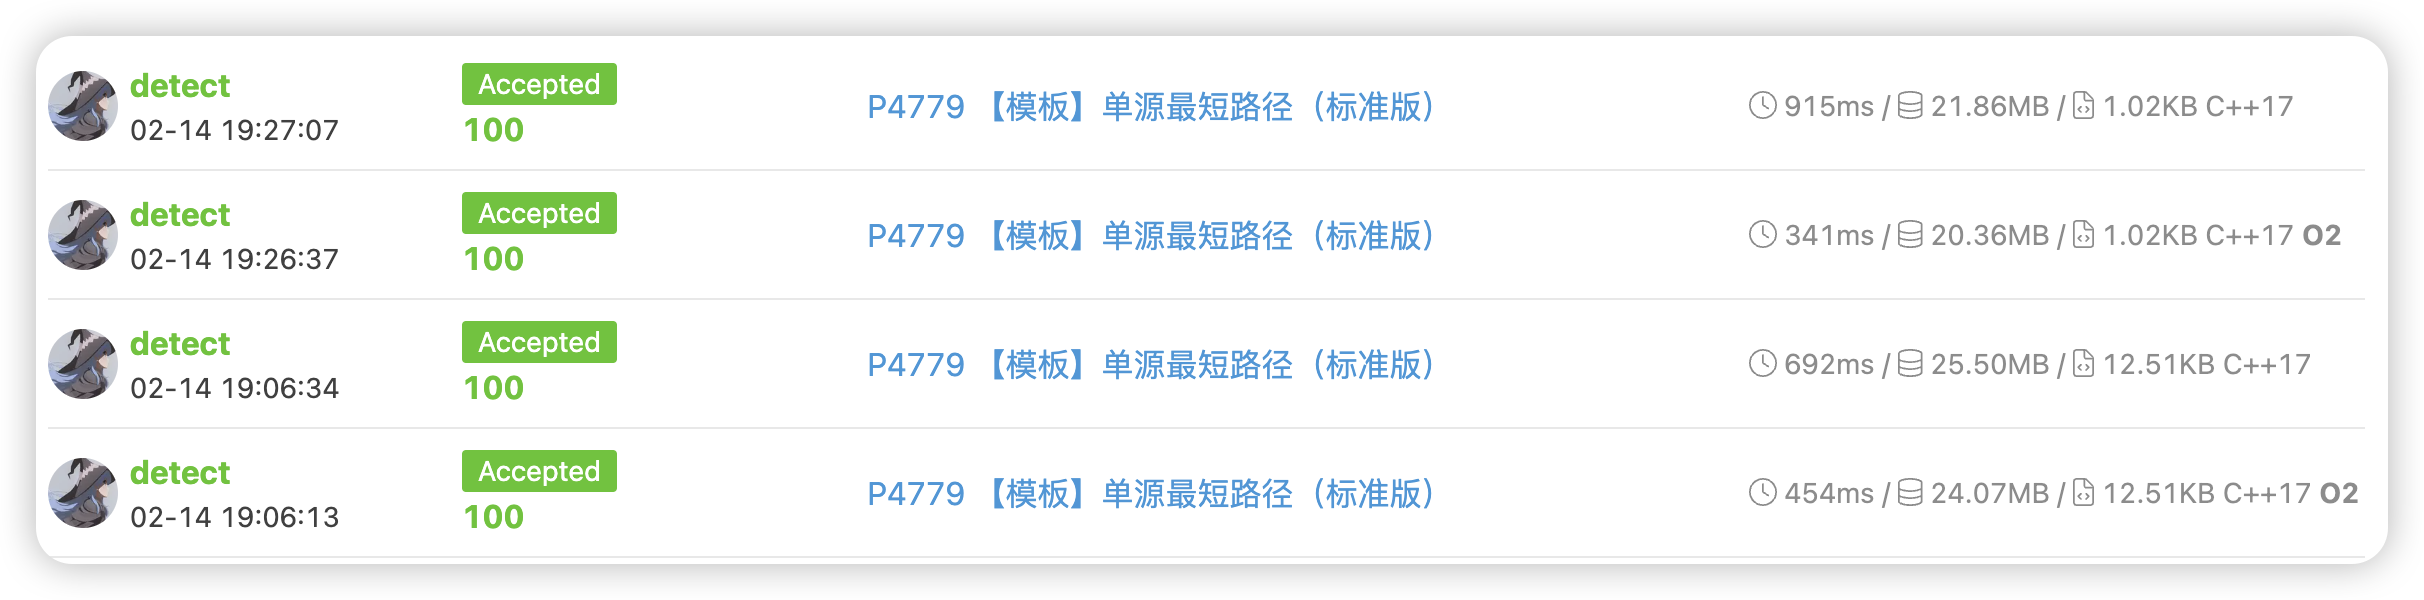 detect
02-14 19:27:07
Accepted
100
P4779 【模板】单源最短路径（标准版）
915ms / 21.86MB / 1.02KB C++17
detect
02-14 19:26:37
Accepted
100
P4779 【模板】单源最短路径（标准版）
341ms / 20.36MB / 1.02KB C++17 O2
detect
02-14 19:06:34
Accepted
100
P4779 【模板】单源最短路径（标准版）
692ms / 25.50MB / 12.51KB C++17
detect
02-14 19:06:13
Accepted
100
P4779 【模板】单源最短路径（标准版）
454ms / 24.07MB / 12.51KB C++17 O2